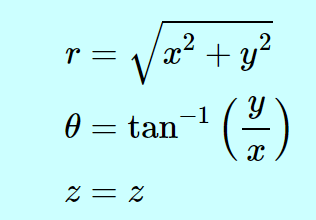 r = √(x² + y²)
θ = tan⁻¹ (y/x)
z = z